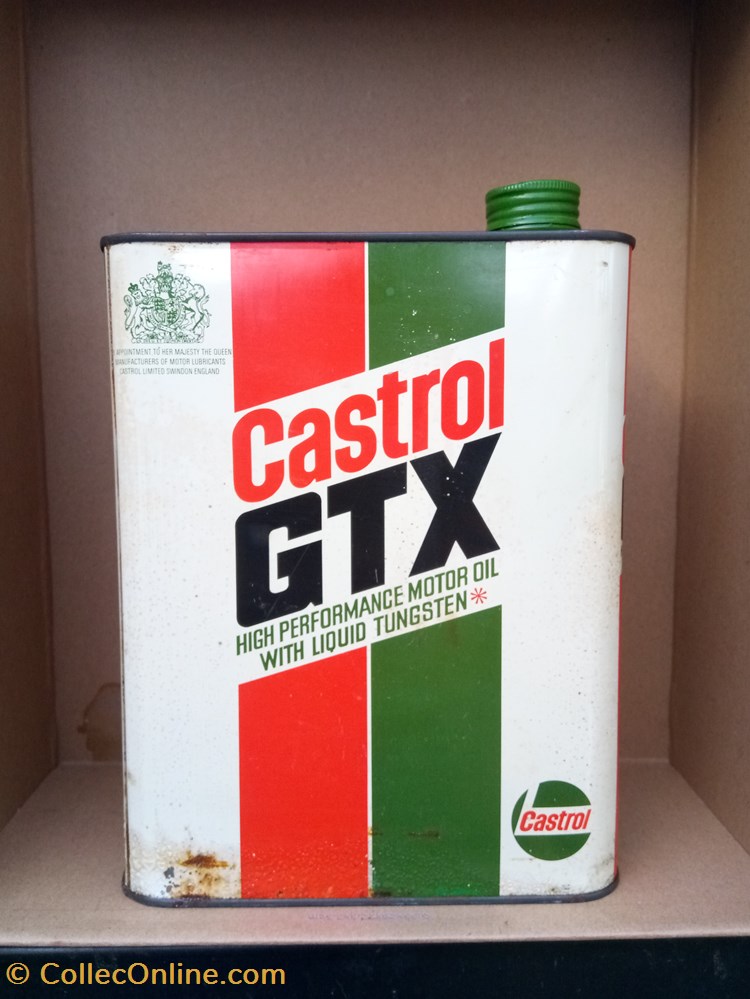 APPOINTMENT TO HER MAJESTY THE QUEEN
MANUFACTURERS OF MOTOR LUBRICANTS
CASTROL LIMITED SWINDON ENGLAND
Castrol
GTX
HIGH PERFORMANCE MOTOR OIL
WITH LIQUID TUNGSTEN*
Castrol
© CollecOnline.com